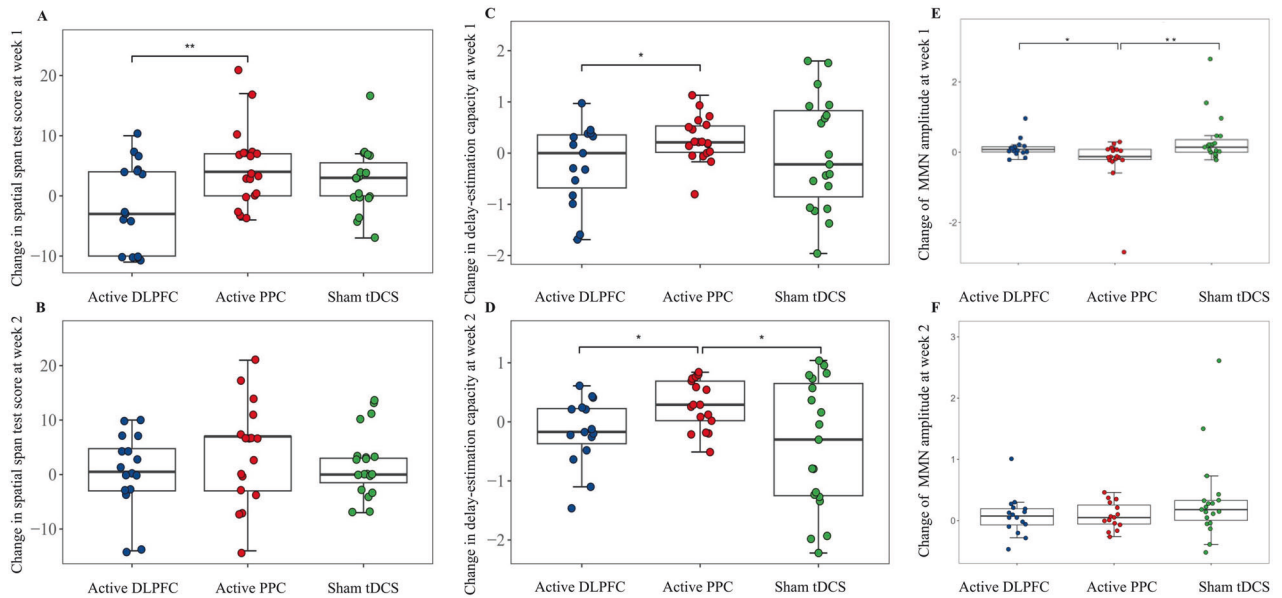 A
Change in spatial span test score at week 1
20
10
0
−10
**
Active DLPFC
Active PPC
Sham tDCS
B
Change in spatial span test score at week 2
20
10
0
−10
Active DLPFC
Active PPC
Sham tDCS
C
Change in delay-estimation capacity at week 1
2
1
0
−1
−2
*
Active DLPFC
Active PPC
Sham tDCS
D
Change in delay-estimation capacity at week 2
1
0
−1
−2
*
*
Active DLPFC
Active PPC
Sham tDCS
E
Change of MMN amplitude at week 1
2
0
-2
*
**
Active DLPFC
Active PPC
Sham tDCS
F
Change of MMN amplitude at week 2
3
2
1
0
Active DLPFC
Active PPC
Sham tDCS